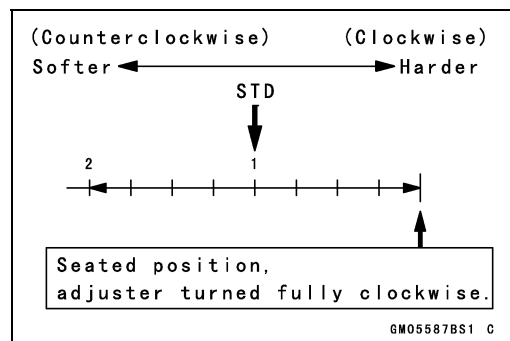 (Counterclockwise) (Clockwise)
Softer Harder
STD
2 1
Seated position,
adjuster turned fully clockwise.
GM05587BS1 C